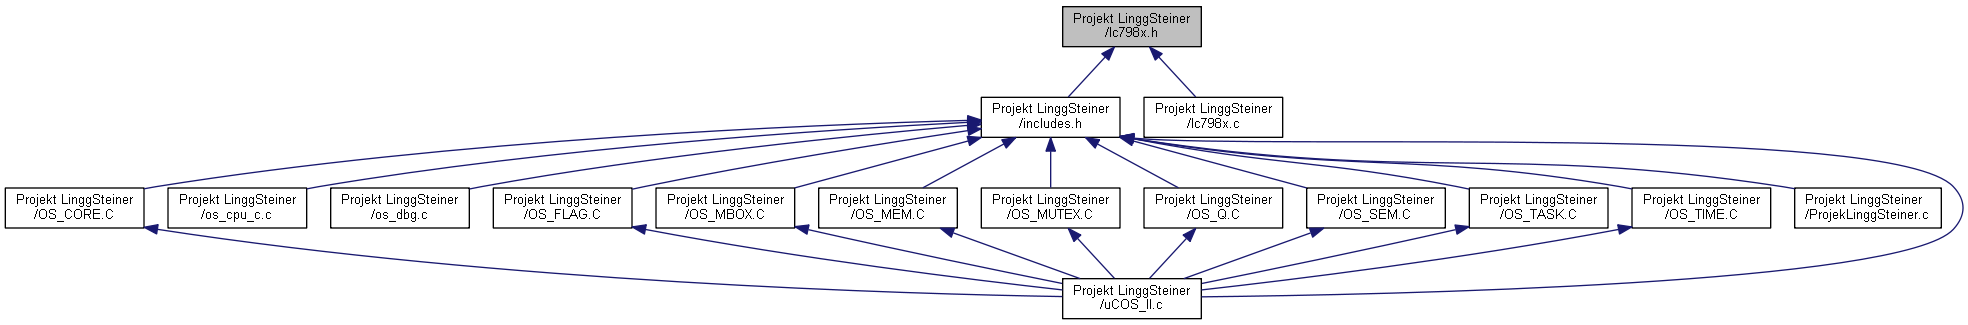 Projekt LinggSteiner
/lc798x.h
Projekt LinggSteiner
/includes.h
Projekt LinggSteiner
/lc798x.c
Projekt LinggSteiner
/OS_CORE.C
Projekt LinggSteiner
/os_cpu_c.c
Projekt LinggSteiner
/os_dbg.c
Projekt LinggSteiner
/OS_FLAG.C
Projekt LinggSteiner
/OS_MBOX.C
Projekt LinggSteiner
/OS_MEM.C
Projekt LinggSteiner
/OS_MUTEX.C
Projekt LinggSteiner
/OS_Q.C
Projekt LinggSteiner
/OS_SEM.C
Projekt LinggSteiner
/OS_TASK.C
Projekt LinggSteiner
/OS_TIME.C
Projekt LinggSteiner
/ProjekLinggSteiner.c
Projekt LinggSteiner
/uCOS_II.c